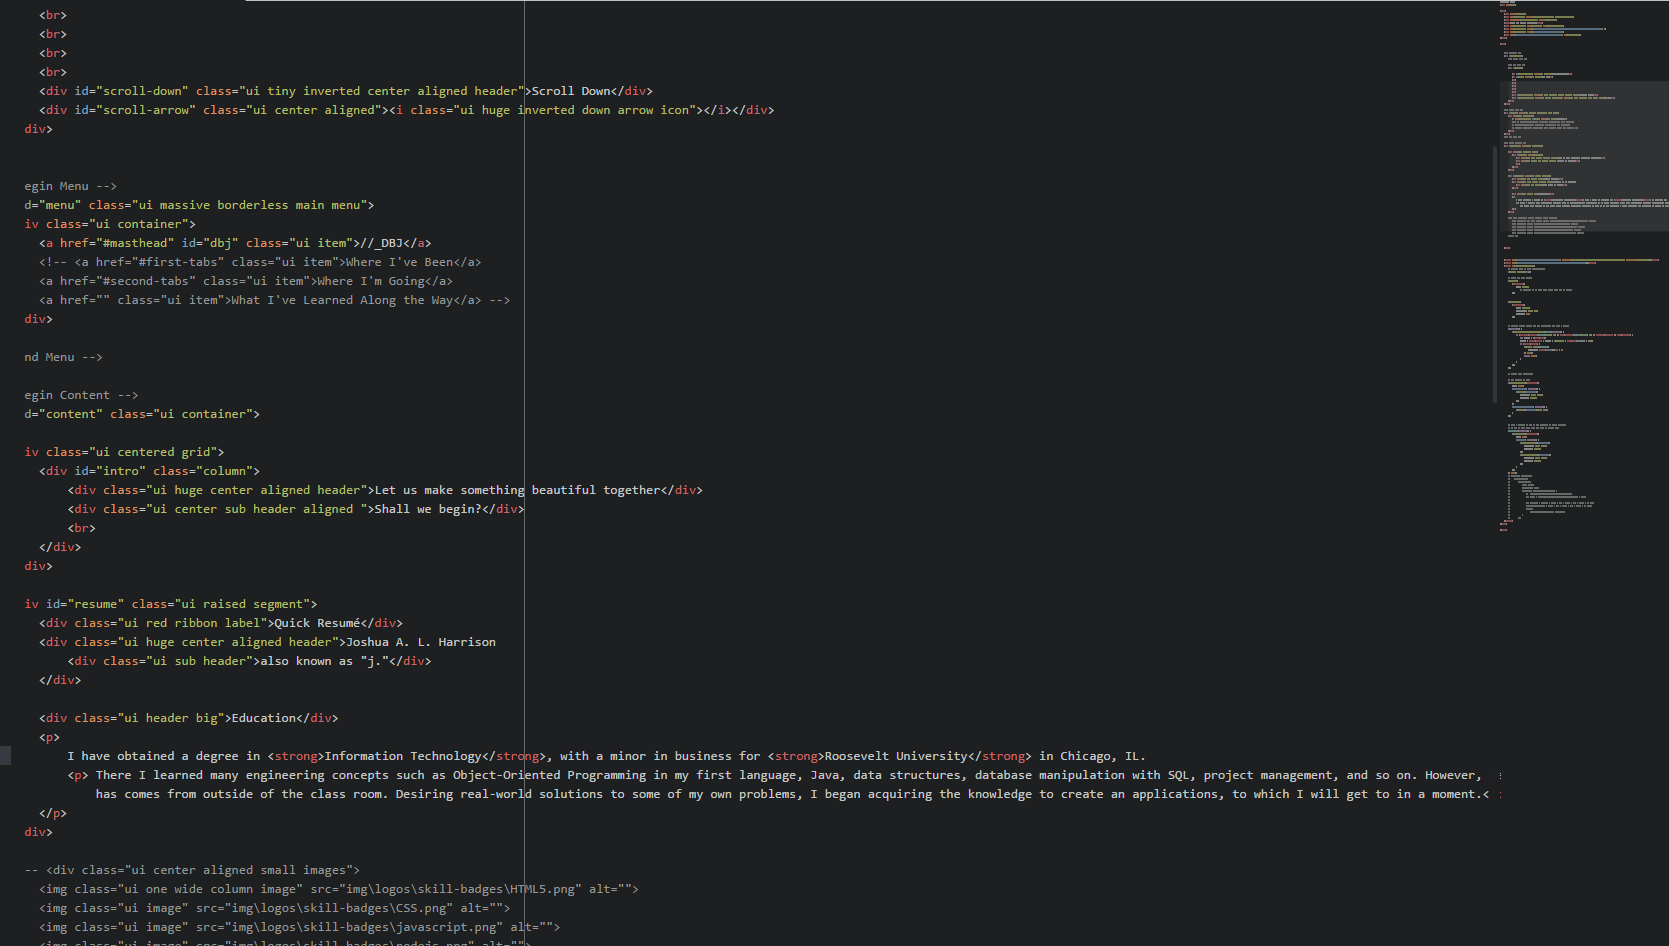 <br>
<br>
<br>
<br>
<div id="scroll-down" class="ui tiny inverted center aligned header">Scroll Down</div>
<div id="scroll-arrow" class="ui center aligned"><i class="ui huge inverted down arrow icon"></i></div>
div>
egin Menu -->
d="menu" class="ui massive borderless main menu">
iv class="ui container">
<a href="#masthead" id="dbj" class="ui item">//_DBJ</a>
<!-- <a href="#first-tabs" class="ui item">Where I've Been</a>
<a href="#second-tabs" class="ui item">Where I'm Going</a>
<a href="" class="ui item">What I've Learned Along the Way</a> -->
div>
nd Menu -->
egin Content -->
d="content" class="ui container">
iv class="ui centered grid">
<div id="intro" class="column">
<div class="ui huge center aligned header">Let us make something beautiful together</div>
<div class="ui center sub header aligned ">Shall we begin?</div>
<br>
</div>
div>
iv id="resume" class="ui raised segment">
<div class="ui red ribbon label">Quick Resumé</div>
<div class="ui huge center aligned header">Joshua A. L. Harrison
<div class="ui sub header">also known as "j."</div>
</div>
<div class="ui header big">Education</div>
<p>
I have obtained a degree in <strong>Information Technology</strong>, with a minor in business for <strong>Roosevelt University</strong> in Chicago, IL.
<p> There I learned many engineering concepts such as Object-Oriented Programming in my first language, Java, data structures, database manipulation with SQL, project management, and so on. However,
has comes from outside of the class room. Desiring real-world solutions to some of my own problems, I began acquiring the knowledge to create an applications, to which I will get to in a moment.<
</p>
div>
-- <div class="ui center aligned small images">
<img class="ui one wide column image" src="img\logos\skill-badges\HTML5.png" alt="">
<img class="ui image" src="img\logos\skill-badges\CSS.png" alt="">
<img class="ui image" src="img\logos\skill-badges\javascript.png" alt="">
<img class="ui image" src="img\logos\skill-badges\nodejs.png" alt="">